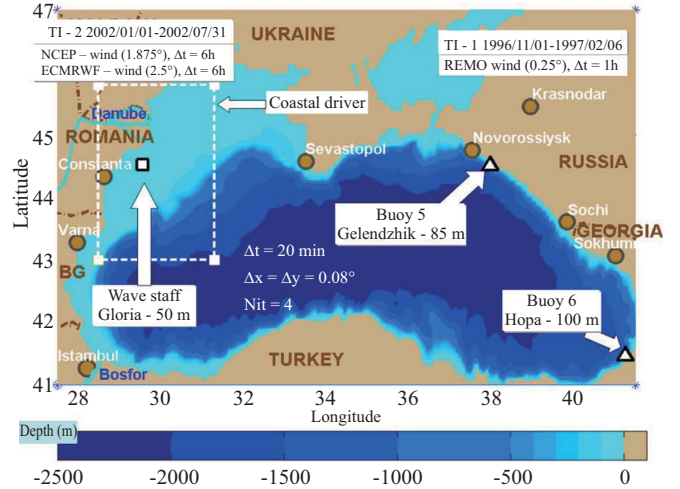 47
TI - 2 2002/01/01-2002/07/31
NCEP – wind (1.875°), Δt = 6h
ECMRWF – wind (2.5°), Δt = 6h
UKRAINE
TI - 1 1996/11/01-1997/02/06
REMO wind (0.25°), Δt = 1h
Coastal driver
Krasnodar
Danube
45
ROMANIA
Sevastopol
Novorossiysk
Constanta
RUSSIA
44
Latitude
Buoy 5
Gelendzhik - 85 m
Sochi
GEORGIA
Varna
Sokhumi
43
BG
Δt = 20 min
Δx = Δy = 0.08°
Nit = 4
Wave staff
Gloria - 50 m
Buoy 6
Hopa - 100 m
42
Istambul
TURKEY
Bosfor
41
28
30
32
34
36
38
40
Longitude
Depth (m)
-2500
-2000
-1500
-1000
-500
0